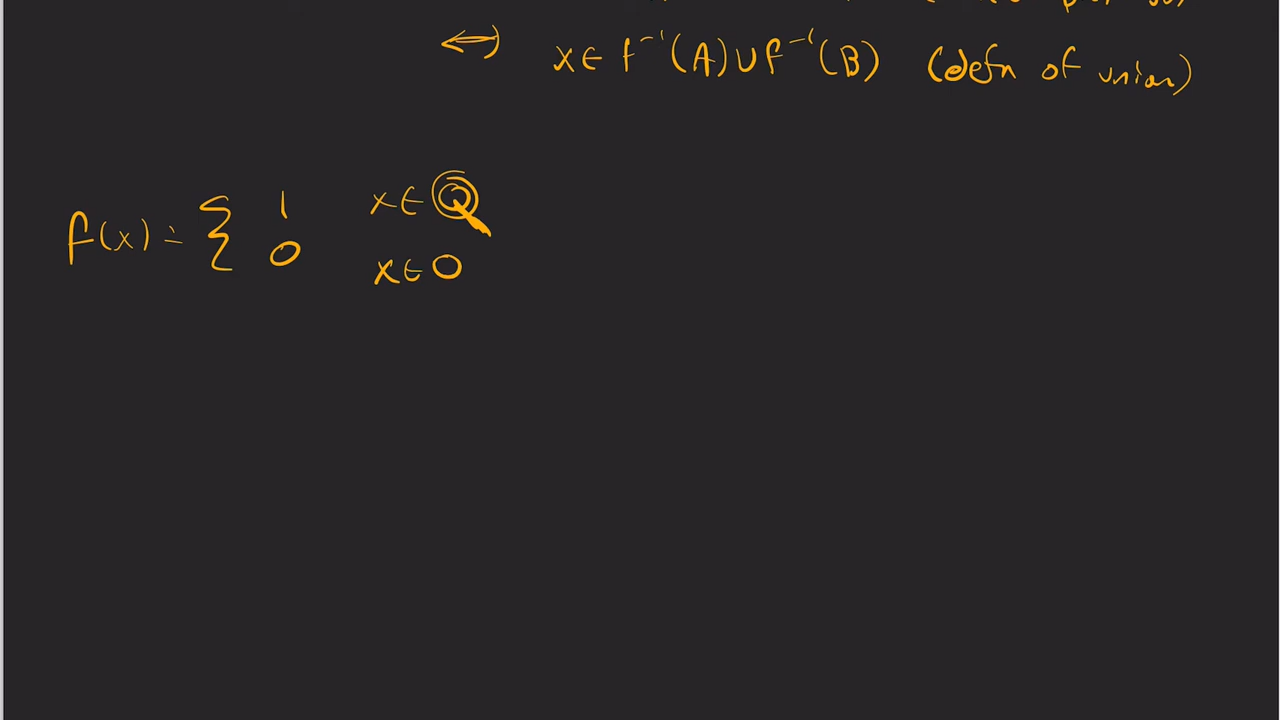 ⟷ x ∈ f⁻¹(A) ∪ f⁻¹(B) (defn of union)
f(x) = { 1 x ∈ ℚ
0 x ∈ O